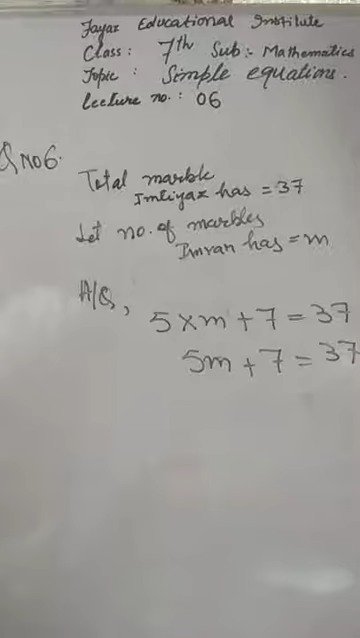 Fayaz Educational Institute
Class: 7th Sub:- Mathematics
Topic : Simple equations.
Lecture no. : 06
Q NO6.
Total marble
Imtiyaz has = 37
Let no. of marbles
Imran has = m
A/Q,
5×m+7=37
5m+7=37